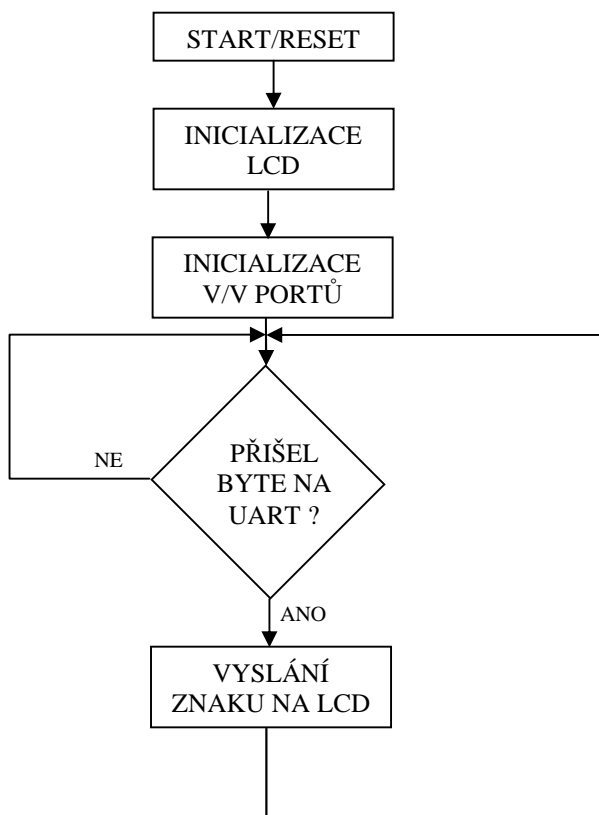 START/RESET
INICIALIZACE
LCD
INICIALIZACE
V/V PORTŮ
PŘIŠEL
BYTE NA
UART ?
NE
ANO
VYSLÁNÍ
ZNAKU NA LCD